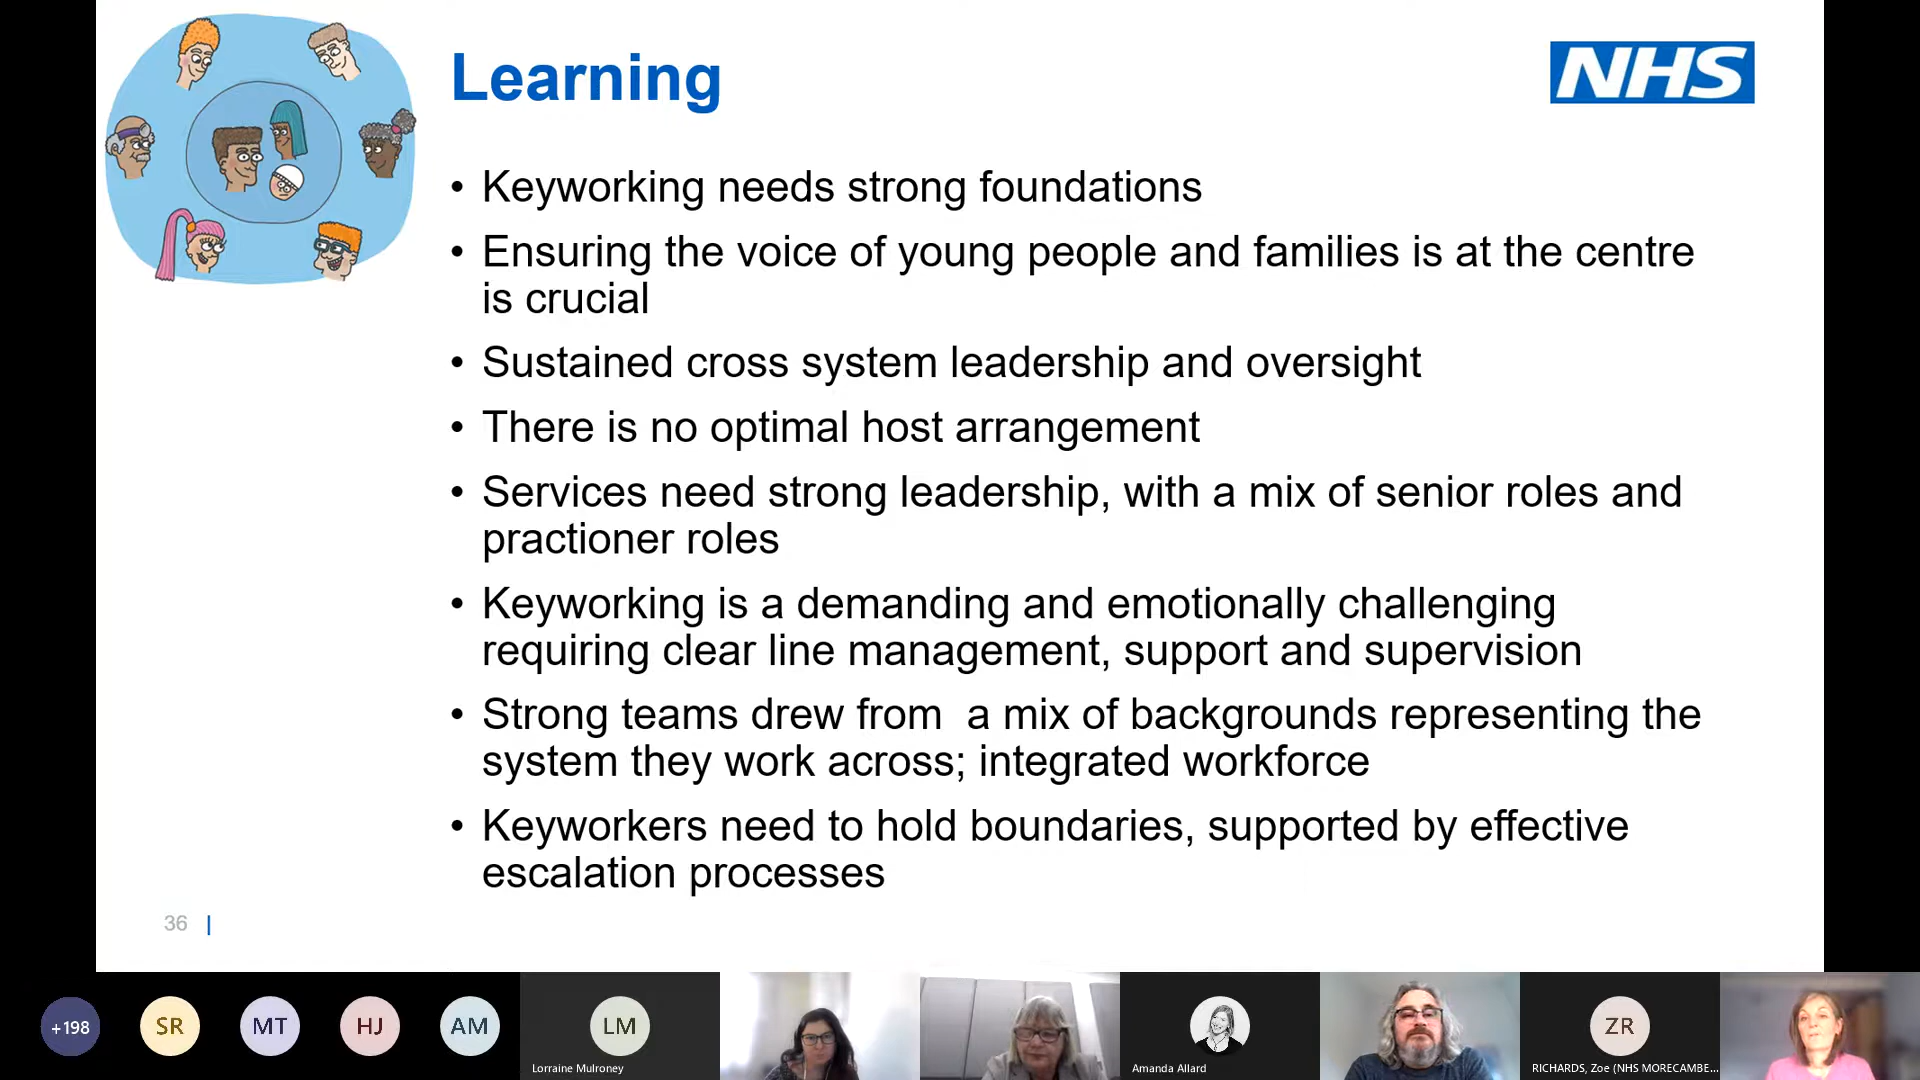 Learning
NHS
• Keyworking needs strong foundations
• Ensuring the voice of young people and families is at the centre
is crucial
• Sustained cross system leadership and oversight
• There is no optimal host arrangement
• Services need strong leadership, with a mix of senior roles and
practioner roles
• Keyworking is a demanding and emotionally challenging
requiring clear line management, support and supervision
• Strong teams drew from  a mix of backgrounds representing the
system they work across; integrated workforce
• Keyworkers need to hold boundaries, supported by effective
escalation processes
36 |
+198
SR
MT
HJ
AM
LM
Lorraine Mulroney
Amanda Allard
ZR
RICHARDS, Zoe (NHS MORECAMBE...